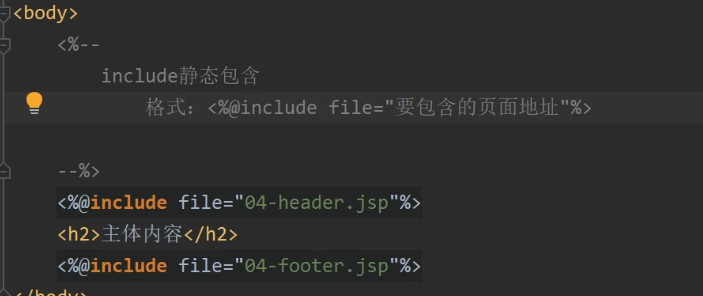 <body>
<%--
include静态包含
格式：<%@include file="要包含的页面地址"%>
--%>
<%@include file="04-header.jsp"%>
<h2>主体内容</h2>
<%@include file="04-footer.jsp"%>
</body>